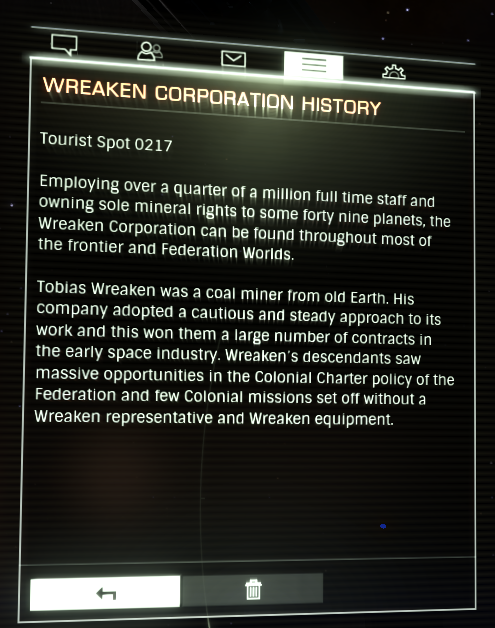 WREAKEN CORPORATION HISTORY
Tourist Spot 0217
Employing over a quarter of a million full time staff and
owning sole mineral rights to some forty nine planets, the
Wreaken Corporation can be found throughout most of
the frontier and Federation Worlds.
Tobias Wreaken was a coal miner from old Earth. His
company adopted a cautious and steady approach to its
work and this won them a large number of contracts in
the early space industry. Wreaken's descendants saw
massive opportunities in the Colonial Charter policy of the
Federation and few Colonial missions set off without a
Wreaken representative and Wreaken equipment.